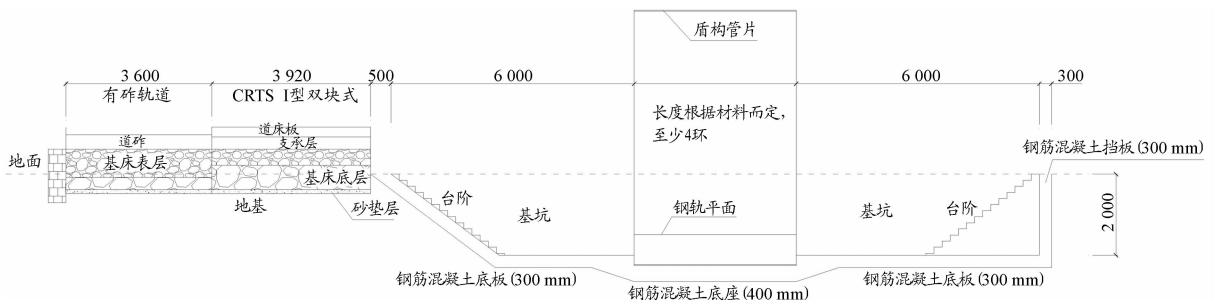 盾构管片
3 600
3 920
500
6 000
6 000
300
有砟轨道
CRTS Ⅰ型双块式
长度根据材料而定，
至少4环
道床板
道砟
支承层
钢筋混凝土挡板(300 mm)
地面
基床表层
基床底层
台阶
基坑
钢轨平面
基坑
台阶
2 000
地基
砂垫层
钢筋混凝土底板(300 mm)
钢筋混凝土底座(400 mm)
钢筋混凝土底板(300 mm)